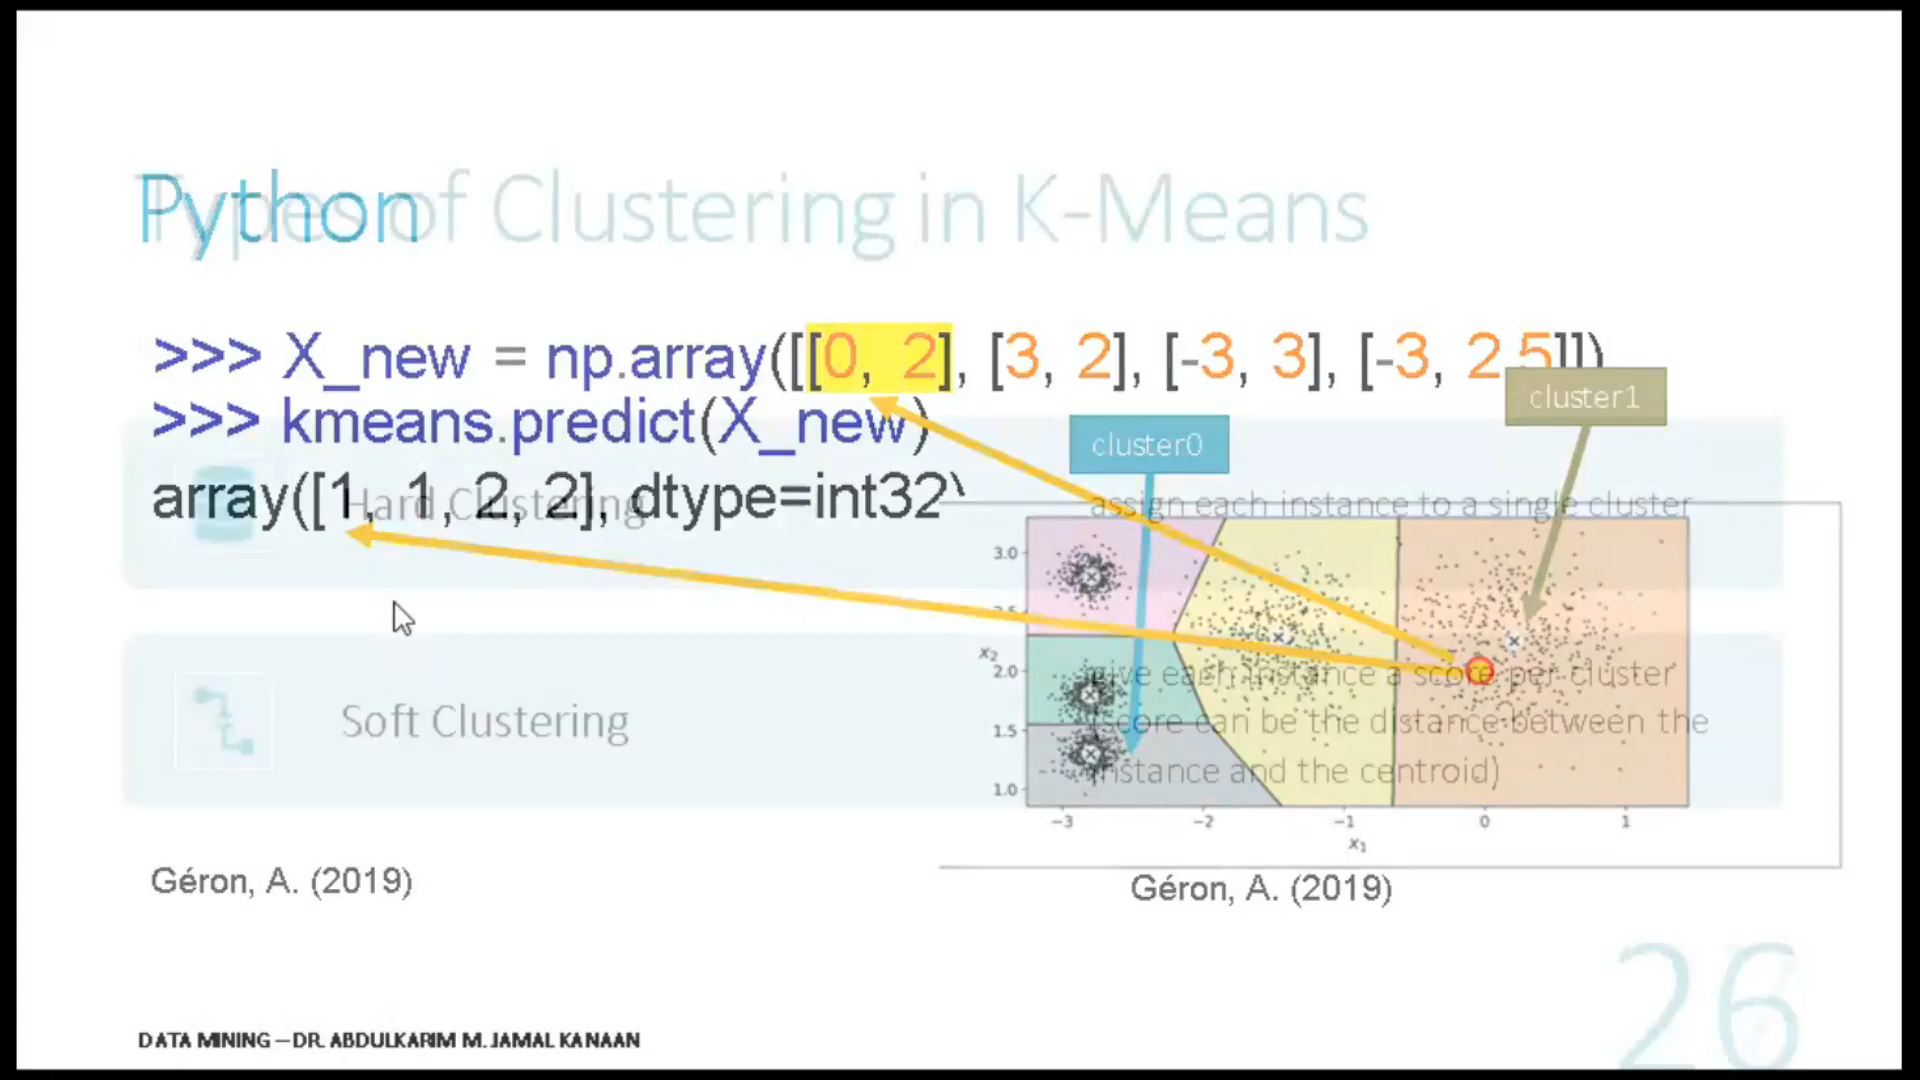 Python
Types of Clustering in K-Means
>>> X_new = np.array([[0, 2], [3, 2], [-3, 3], [-3, 2.5]])
>>> kmeans.predict(X_new)
array([1, 1, 2, 2], dtype=int32)
cluster0
cluster1
Hard Clustering
assign each instance to a single cluster
Soft Clustering
give each instance a score per cluster
(score can be the distance between the
instance and the centroid)
3.0
2.5
x₂
2.0
1.5
1.0
−3 −2 −1 0 1
x₁
Géron, A. (2019)
Géron, A. (2019)
26
DATA MINING – DR. ABDULKARIM M. JAMAL KANAAN